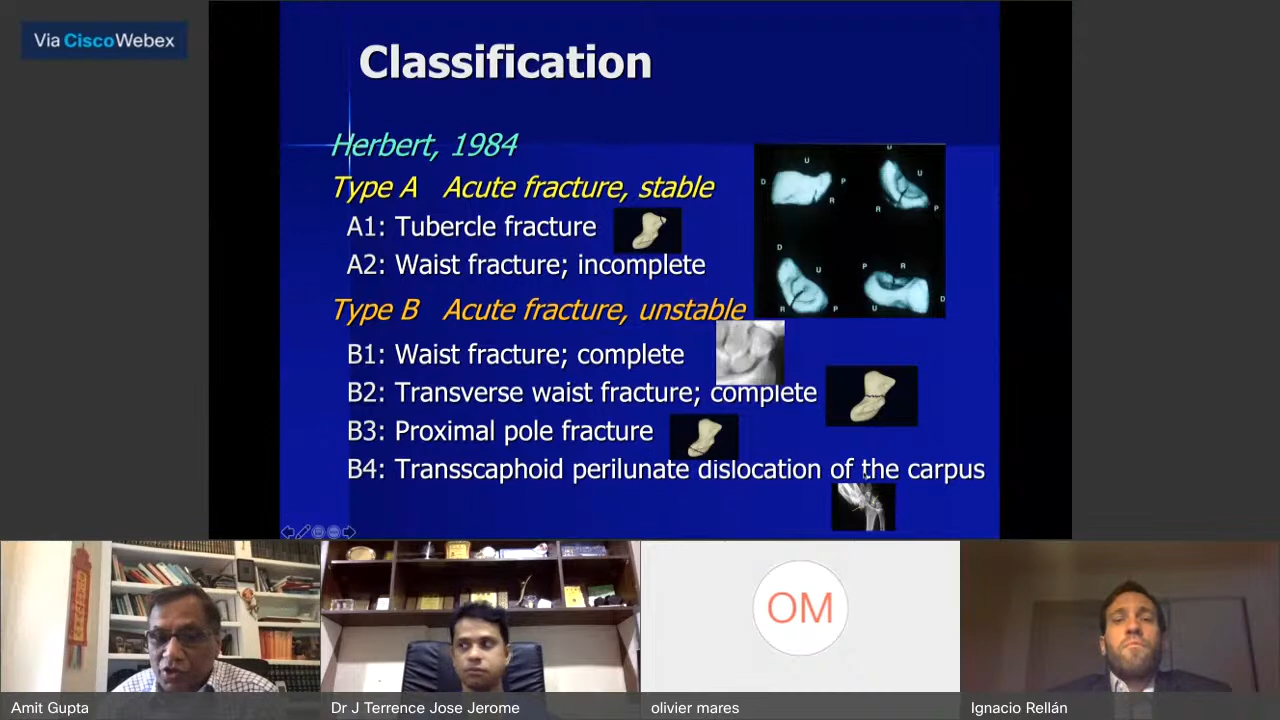 Via Cisco Webex
Classification
Herbert, 1984
Type A Acute fracture, stable
A1: Tubercle fracture
A2: Waist fracture; incomplete
Type B Acute fracture, unstable
B1: Waist fracture; complete
B2: Transverse waist fracture; complete
B3: Proximal pole fracture
B4: Transscaphoid perilunate dislocation of the carpus
U
U
D
P
U
R
R
P
D
U
P
R
D
R
P
U
OM
Amit Gupta
Dr J Terrence Jose Jerome
olivier mares
Ignacio Rellán